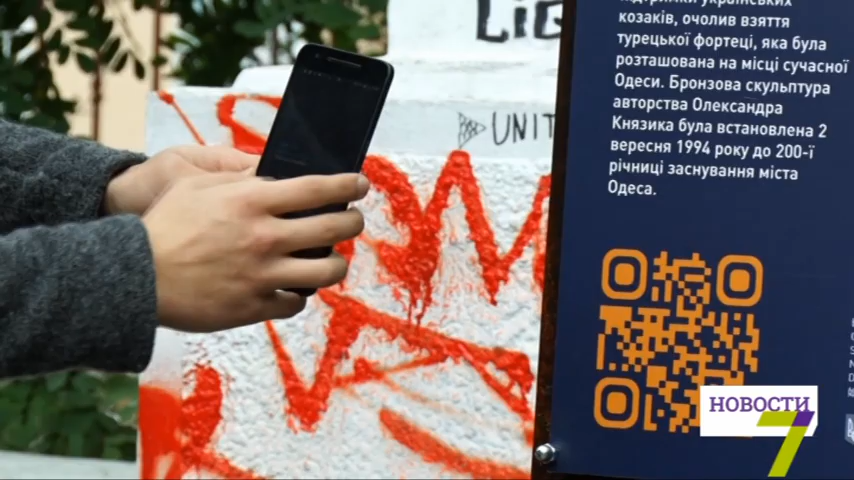 козаків, очолив взяття
турецької фортеці, яка була
розташована на місці сучасної
Одеси. Бронзова скульптура
авторства Олександра
Князика була встановлена 2
вересня 1994 року до 200-ї
річниці заснування міста
Одеса.
UNIT
НОВОСТИ
7